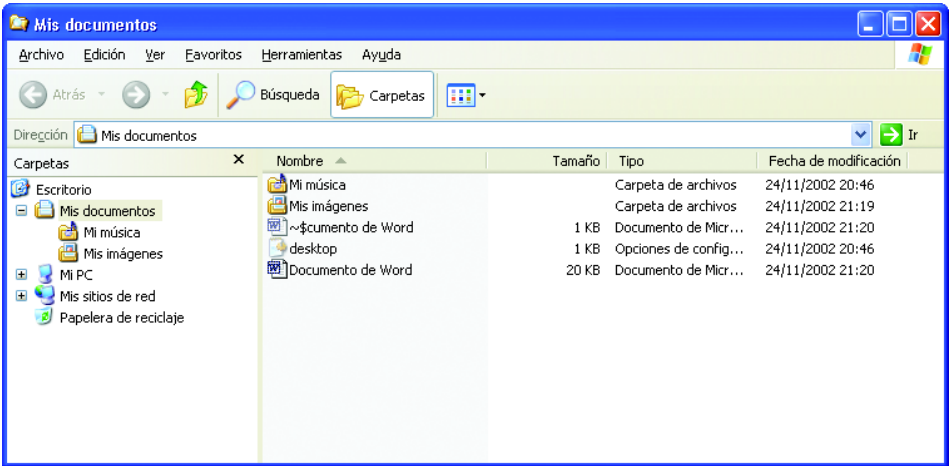 Mis documentos
Archivo Edición Ver Favoritos Herramientas Ayuda
Atrás Búsqueda Carpetas
Dirección Mis documentos Ir
Carpetas × Nombre Tamaño Tipo Fecha de modificación
Escritorio Mi música Carpeta de archivos 24/11/2002 20:46
Mis documentos Mis imágenes Carpeta de archivos 24/11/2002 21:19
Mi música ~$cumento de Word 1 KB Documento de Micr... 24/11/2002 21:20
Mis imágenes desktop 1 KB Opciones de config... 24/11/2002 20:46
Mi PC Documento de Word 20 KB Documento de Micr... 24/11/2002 21:20
Mis sitios de red
Papelera de reciclaje